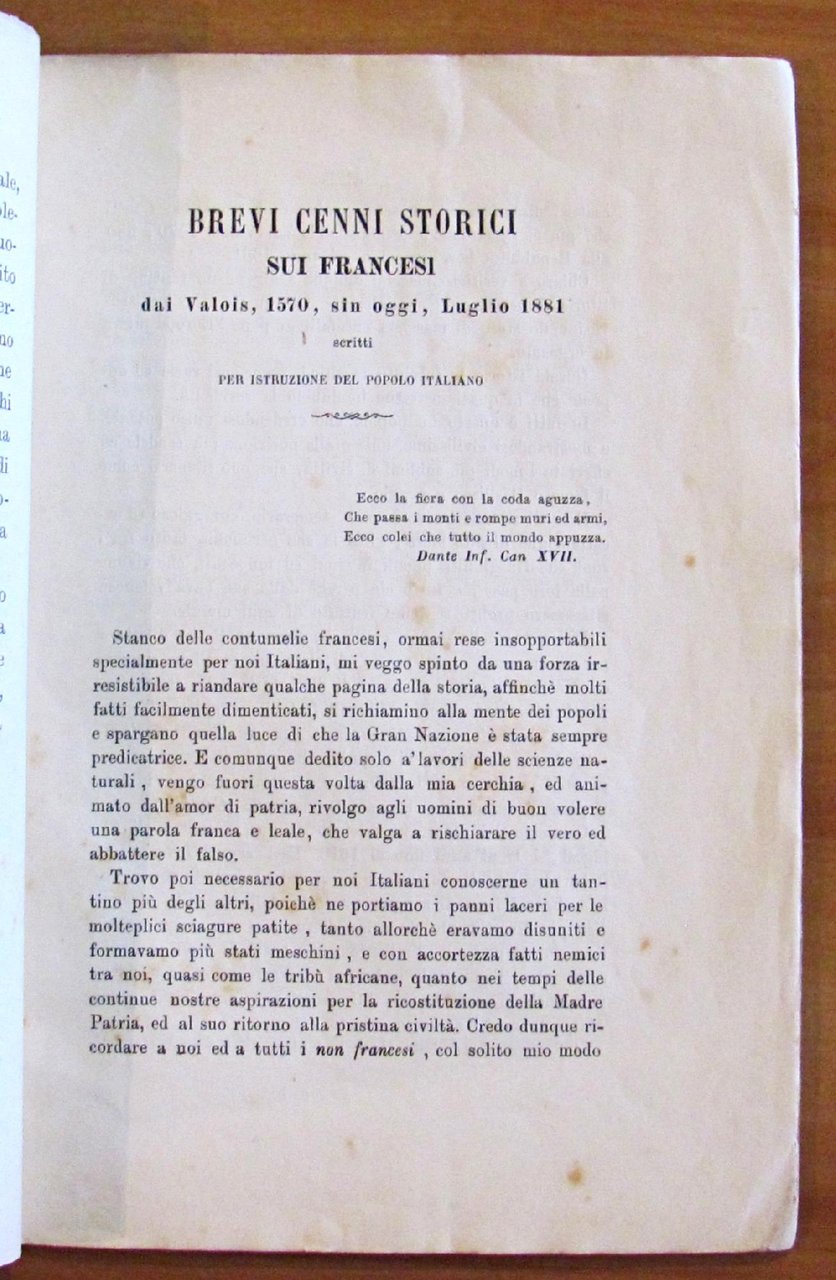 ale,
ole-
uo-
ito
er-
no
ne
hi
na
di
o-
a
o
a
e
,
BREVI CENNI STORICI
SUI FRANCESI
dai Valois, 1570, sin oggi, Luglio 1881
scritti
PER ISTRUZIONE DEL POPOLO ITALIANO
Ecco la fiera con la coda aguzza,
Che passa i monti e rompe muri ed armi,
Ecco colei che tutto il mondo appuzza.
Dante Inf. Can XVII.
Stanco delle contumelie francesi, ormai rese insopportabili
specialmente per noi Italiani, mi veggo spinto da una forza ir-
resistibile a riandare qualche pagina della storia, affinchè molti
fatti facilmente dimenticati, si richiamino alla mente dei popoli
e spargano quella luce di che la Gran Nazione è stata sempre
predicatrice. E comunque dedito solo a'lavori delle scienze na-
turali, vengo fuori questa volta dalla mia cerchia, ed ani-
mato dall'amor di patria, rivolgo agli uomini di buon volere
una parola franca e leale, che valga a rischiarare il vero ed
abbattere il falso.
Trovo poi necessario per noi Italiani conoscerne un tan-
tino più degli altri, poichè ne portiamo i panni laceri per le
molteplici sciagure patite, tanto allorchè eravamo disuniti e
formavamo più stati meschini, e con accortezza fatti nemici
tra noi, quasi come le tribù africane, quanto nei tempi delle
continue nostre aspirazioni per la ricostituzione della Madre
Patria, ed al suo ritorno alla pristina civiltà. Credo dunque ri-
cordare a noi ed a tutti i non francesi, col solito mio modo